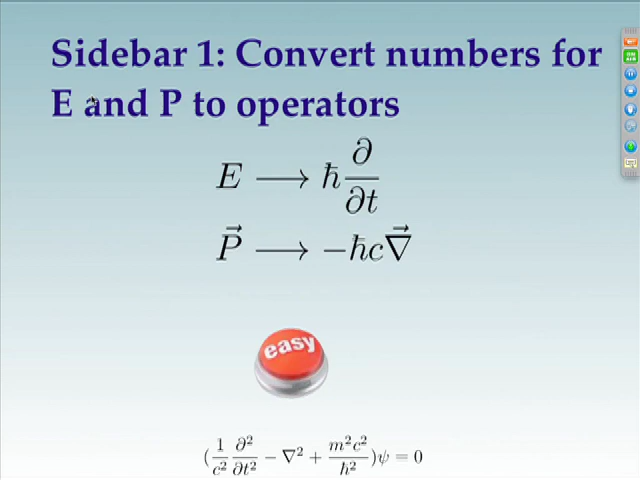 Sidebar 1: Convert numbers for
E and P to operators
E ⟶ ħ ∂/∂t
P⃗ ⟶ −ħc∇⃗
easy
(1/c² ∂²/∂t² − ∇² + m²c²/ħ²)ψ = 0